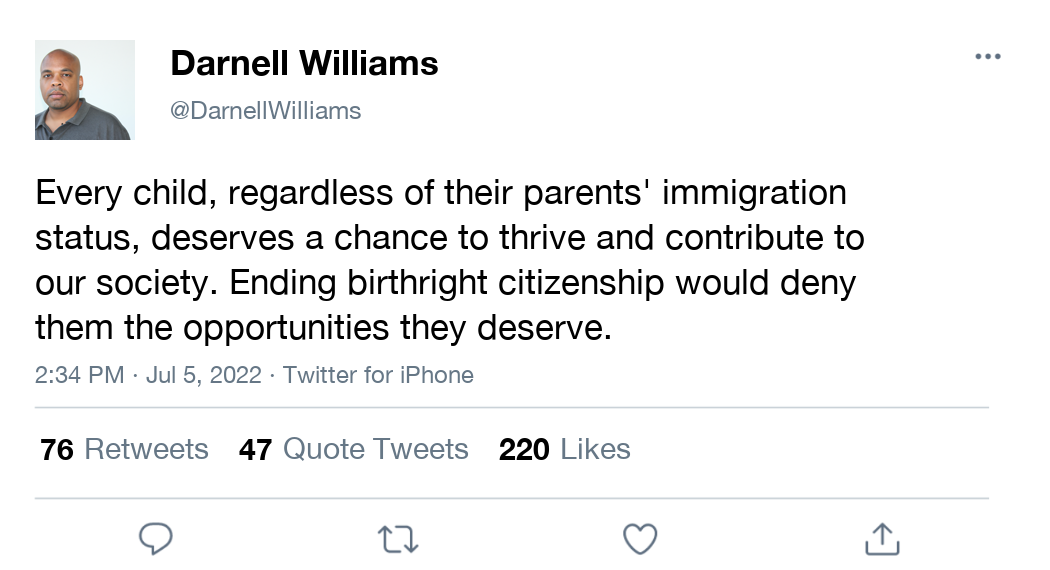 Darnell Williams
@DarnellWilliams
Every child, regardless of their parents' immigration
status, deserves a chance to thrive and contribute to
our society. Ending birthright citizenship would deny
them the opportunities they deserve.
2:34 PM · Jul 5, 2022 · Twitter for iPhone
76 Retweets 47 Quote Tweets 220 Likes